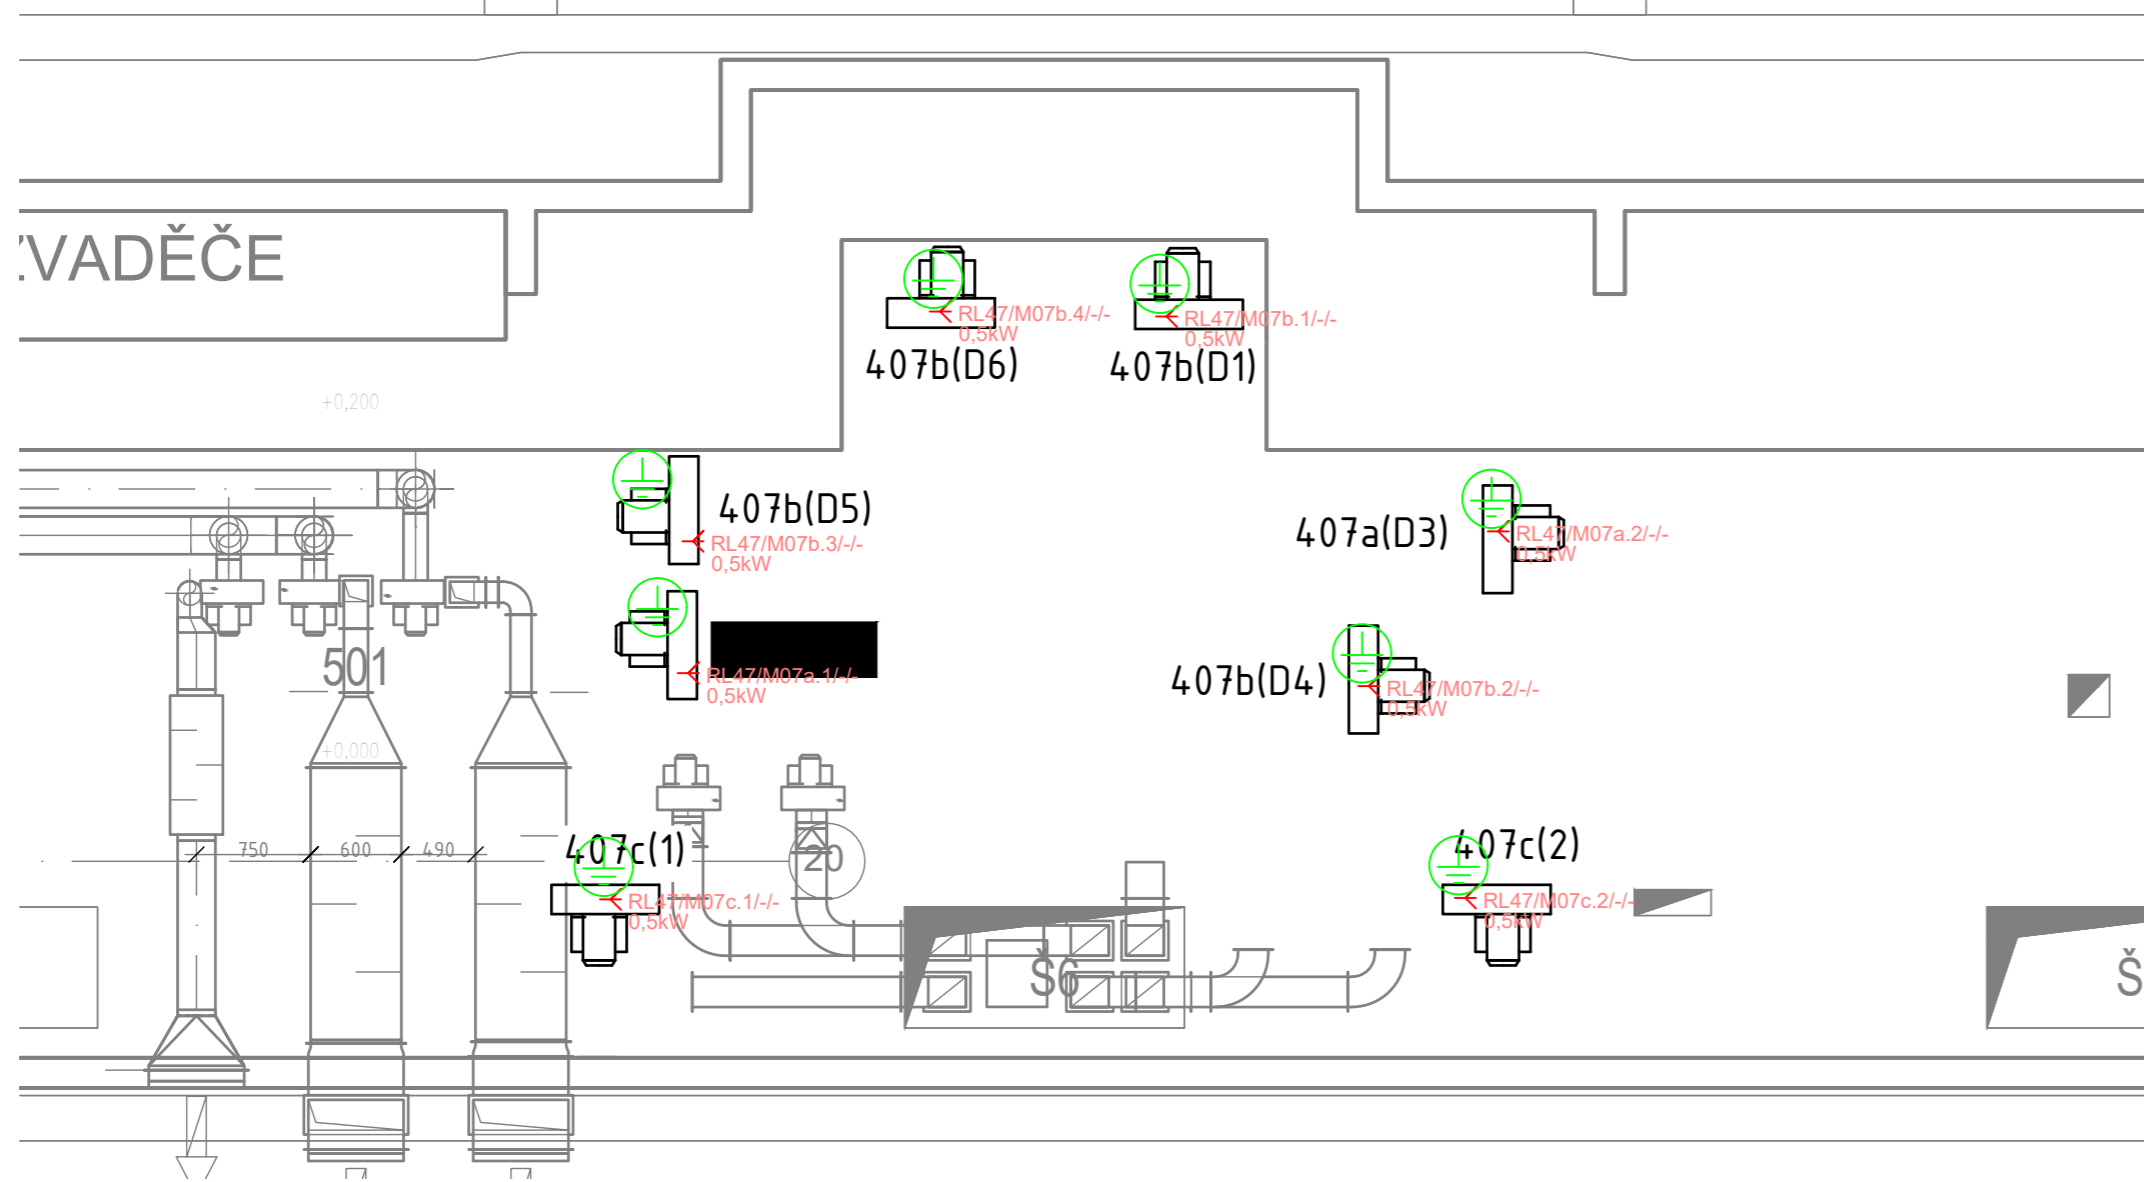 ZVADĚČE
RL47/M07b.4/-/-
0,5kW
407b(D6)
RL47/M07b.1/-/-
0,5kW
407b(D1)
+0,200
407b(D5)
RL47/M07b.3/-/-
0,5kW
407a(D3)
RL47/M07a.2/-/-
0,5kW
501
RL47/M07a.1/-/-
0,5kW
407b(D4)
RL47/M07b.2/-/-
0,5kW
+0,000
750
600
490
407c(1)
RL47/M07c.1/-/-
0,5kW
20
407c(2)
RL47/M07c.2/-/-
0,5kW
Š6
Š